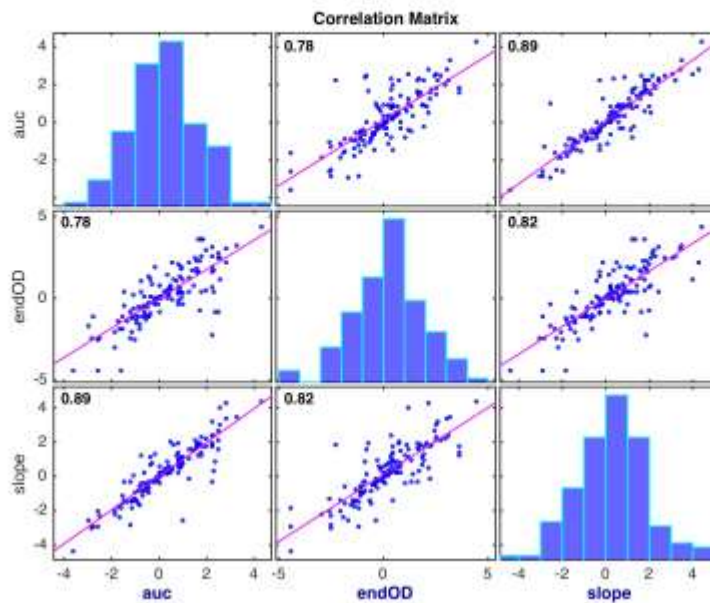 Correlation Matrix
0.78 0.89
auc
4
2
0
-2
0.78 0.82
endOD
5
0
-5
0.89 0.82
slope
4
2
0
-2
-4
-4 -2 0 2 4 -5 0 5 -4 -2 0 2 4
auc endOD slope